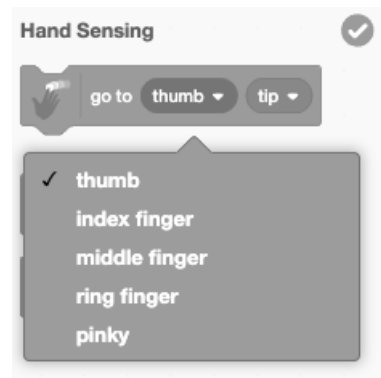 Hand Sensing
go to thumb tip
thumb
index finger
middle finger
ring finger
pinky